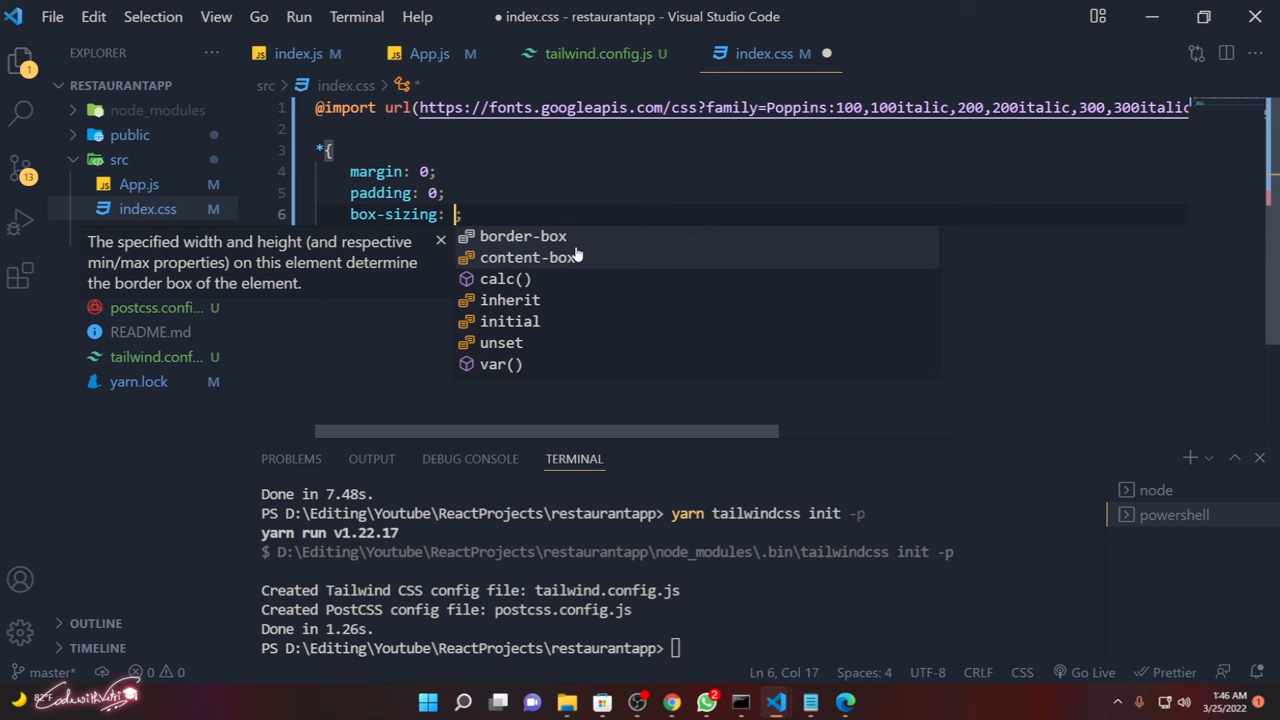 File Edit Selection View Go Run Terminal Help
● index.css - restaurantapp - Visual Studio Code
EXPLORER
index.js M
App.js M
tailwind.config.js U
index.css M
RESTAURANTAPP
src > index.css > *
node_modules
public
src
App.js M
index.css M
postcss.confi... U
README.md
tailwind.conf... U
yarn.lock M
OUTLINE
TIMELINE
1 @import url(https://fonts.googleapis.com/css?family=Poppins:100,100italic,200,200italic,300,300italic
2
3 *{
4 margin: 0;
5 padding: 0;
6 box-sizing: ;
The specified width and height (and respective
min/max properties) on this element determine
the border box of the element.
border-box
content-box
calc()
inherit
initial
unset
var()
PROBLEMS OUTPUT DEBUG CONSOLE TERMINAL
Done in 7.48s.
PS D:\Editing\Youtube\ReactProjects\restaurantapp> yarn tailwindcss init -p
yarn run v1.22.17
$ D:\Editing\Youtube\ReactProjects\restaurantapp\node_modules\.bin\tailwindcss init -p
Created Tailwind CSS config file: tailwind.config.js
Created PostCSS config file: postcss.config.js
Done in 1.26s.
PS D:\Editing\Youtube\ReactProjects\restaurantapp>
node
powershell
1
13
master* 0 0
Ln 6, Col 17 Spaces: 4 UTF-8 CRLF CSS Go Live Prettier
82°F
2
1:46 AM
3/25/2022
1